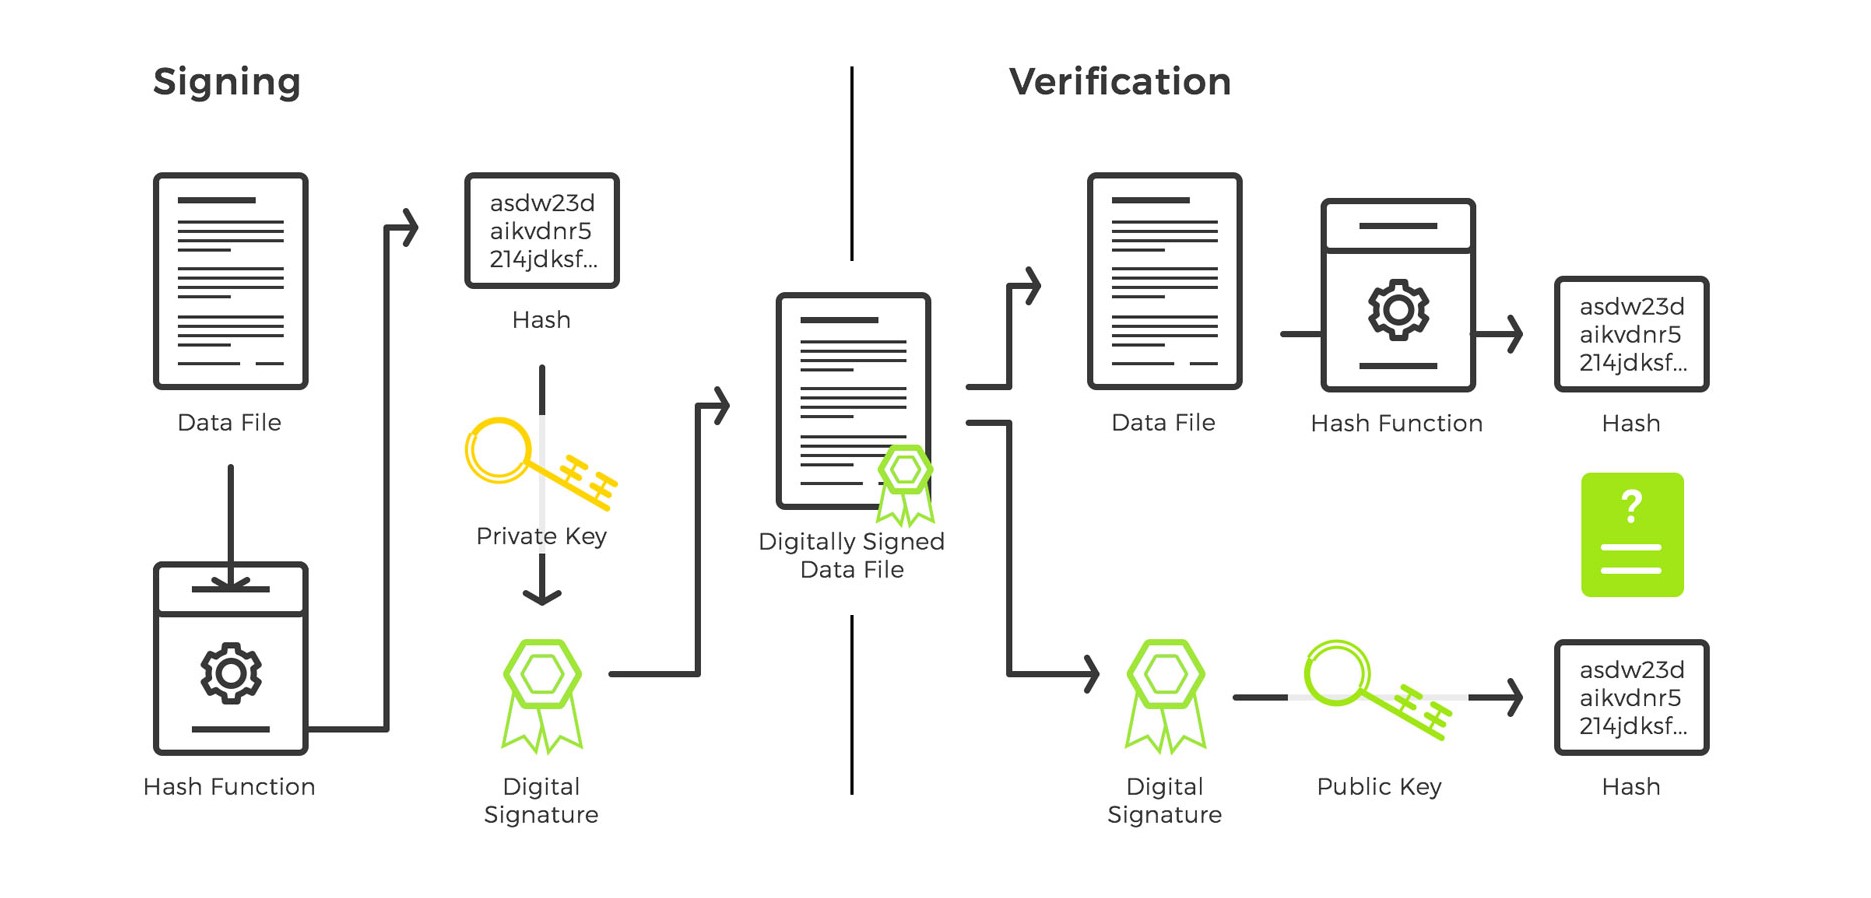 Signing
Verification
Data File
Hash Function
asdw23d
aikvdnr5
214jdksf...
Hash
Private Key
Digital
Signature
Digitally Signed
Data File
Data File
Hash Function
asdw23d
aikvdnr5
214jdksf...
Hash
?
Digital
Signature
Public Key
asdw23d
aikvdnr5
214jdksf...
Hash